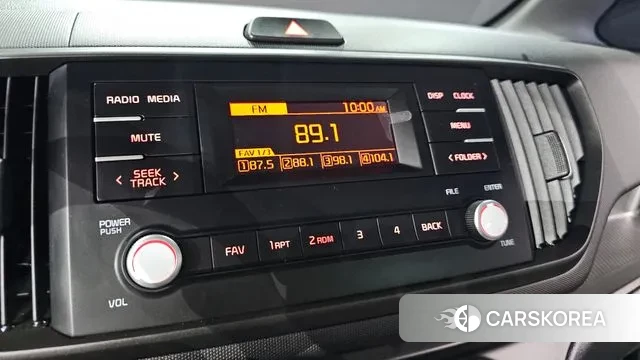 RADIO MEDIA
MUTE
< SEEK TRACK >
POWER PUSH
VOL
FM 10:00 AM
89.1
FAV 1/3
1 87.5 2 88.1 3 98.1 4 104.1
DISP CLOCK
MENU
< FOLDER >
FILE
ENTER
TUNE
FAV 1 RPT 2 RDM 3 4 BACK
CARSKOREA